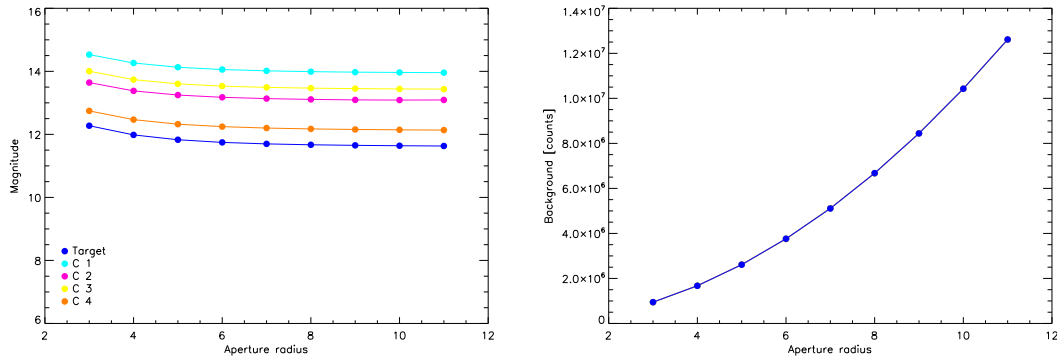 16
14
12
10
8
6
Magnitude
Target
C 1
C 2
C 3
C 4
2 4 6 8 10 12
Aperture radius
1.4×10⁷
1.2×10⁷
1.0×10⁷
8.0×10⁶
6.0×10⁶
4.0×10⁶
2.0×10⁶
0
Background [counts]
2 4 6 8 10 12
Aperture radius